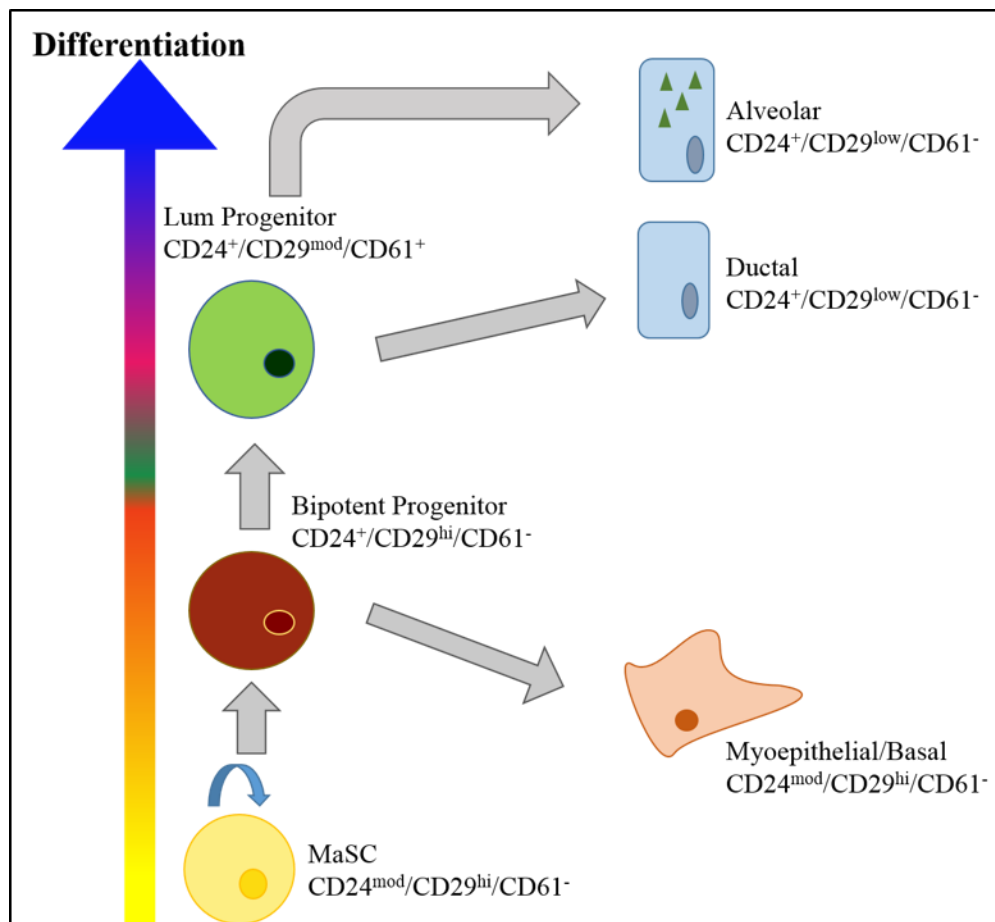 Differentiation
Alveolar
CD24⁺/CD29ˡᵒʷ/CD61⁻
Lum Progenitor
CD24⁺/CD29ᵐᵒᵈ/CD61⁺
Ductal
CD24⁺/CD29ˡᵒʷ/CD61⁻
Bipotent Progenitor
CD24⁺/CD29ʰⁱ/CD61⁻
Myoepithelial/Basal
CD24ᵐᵒᵈ/CD29ʰⁱ/CD61⁻
MaSC
CD24ᵐᵒᵈ/CD29ʰⁱ/CD61⁻